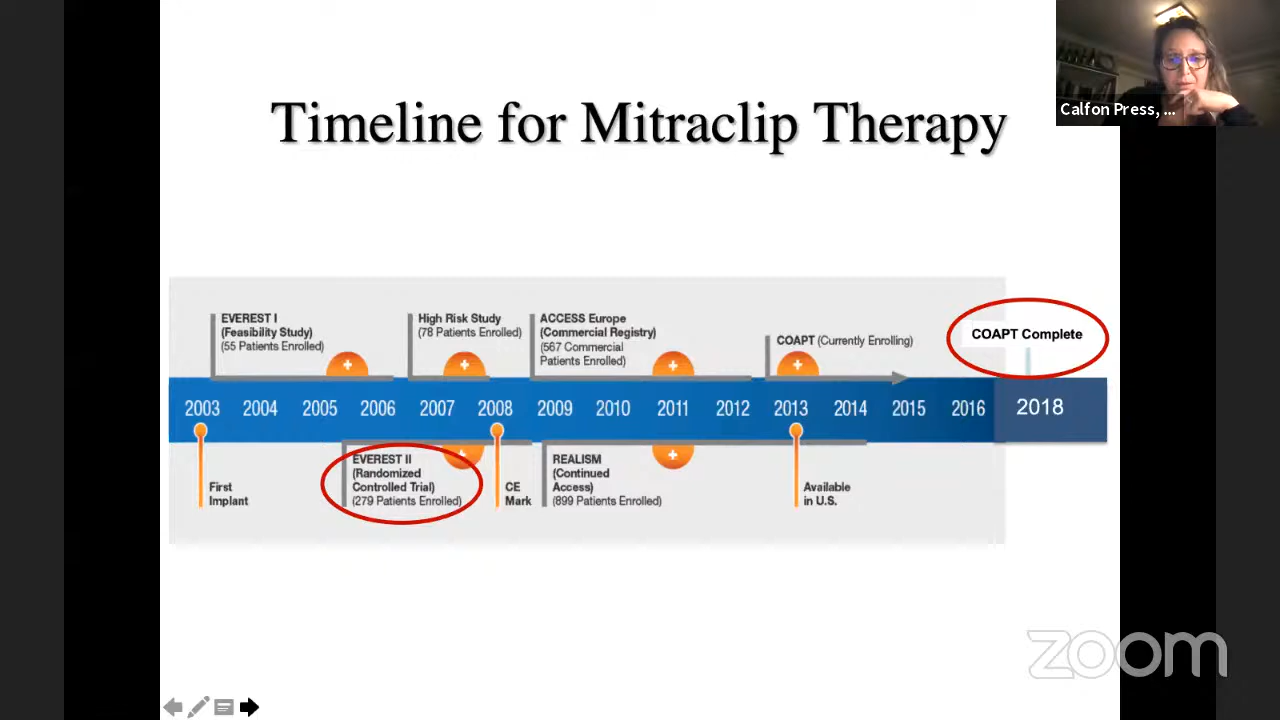 Timeline for Mitraclip Therapy
Calfon Press, ...
EVEREST I
(Feasibility Study)
(55 Patients Enrolled)
High Risk Study
(78 Patients Enrolled)
ACCESS Europe
(Commercial Registry)
(567 Commercial
Patients Enrolled)
COAPT (Currently Enrolling)
COAPT Complete
2003 2004 2005 2006 2007 2008 2009 2010 2011 2012 2013 2014 2015 2016 2018
First
Implant
EVEREST II
(Randomized
Controlled Trial)
(279 Patients Enrolled)
CE
Mark
REALISM
(Continued
Access)
(899 Patients Enrolled)
Available
in U.S.
zoom